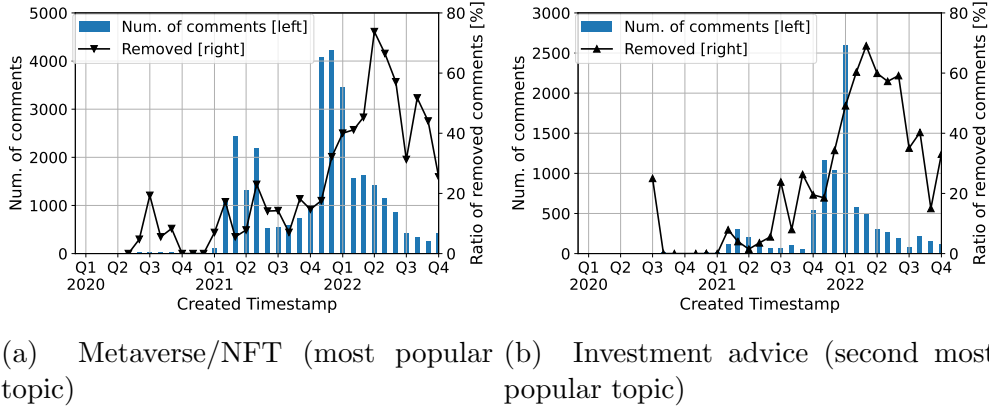 5000
4000
3000
2000
1000
0
Num. of comments
Num. of comments [left]
Removed [right]
80
60
40
20
0
Ratio of removed comments [%]
Q1 Q2 Q3 Q4 Q1 Q2 Q3 Q4 Q1 Q2 Q3 Q4
2020 2021 2022
Created Timestamp
3000
2500
2000
1500
1000
500
0
Num. of comments
Num. of comments [left]
Removed [right]
80
60
40
20
0
Ratio of removed comments [%]
Q1 Q2 Q3 Q4 Q1 Q2 Q3 Q4 Q1 Q2 Q3 Q4
2020 2021 2022
Created Timestamp
(a) Metaverse/NFT (most popular
topic)
(b) Investment advice (second most
popular topic)